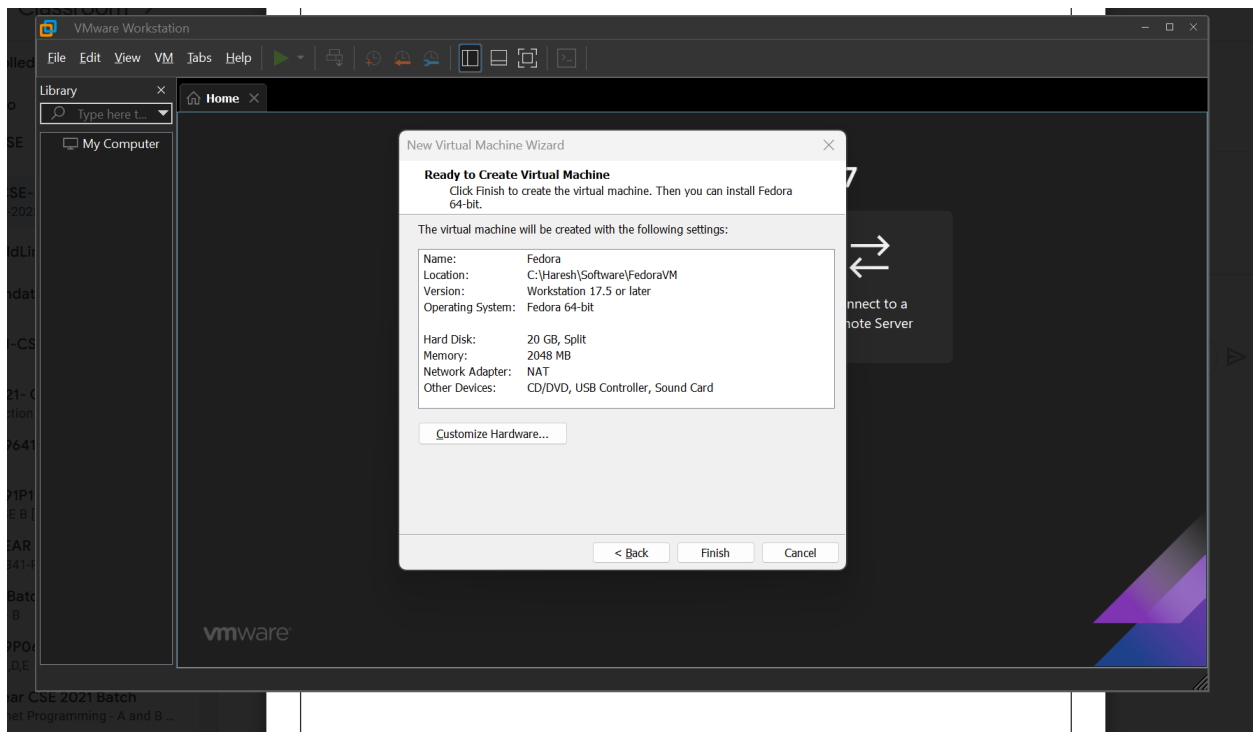 VMware Workstation
File Edit View VM Tabs Help
Library
Type here t...
My Computer
Home
New Virtual Machine Wizard
Ready to Create Virtual Machine
Click Finish to create the virtual machine. Then you can install Fedora
64-bit.
The virtual machine will be created with the following settings:
Name: Fedora
Location: C:\Haresh\Software\FedoraVM
Version: Workstation 17.5 or later
Operating System: Fedora 64-bit
Hard Disk: 20 GB, Split
Memory: 2048 MB
Network Adapter: NAT
Other Devices: CD/DVD, USB Controller, Sound Card
Customize Hardware...
< Back Finish Cancel
7
nnect to a
note Server
vmware
ar CSE 2021 Batch
net Programming - A and B ...